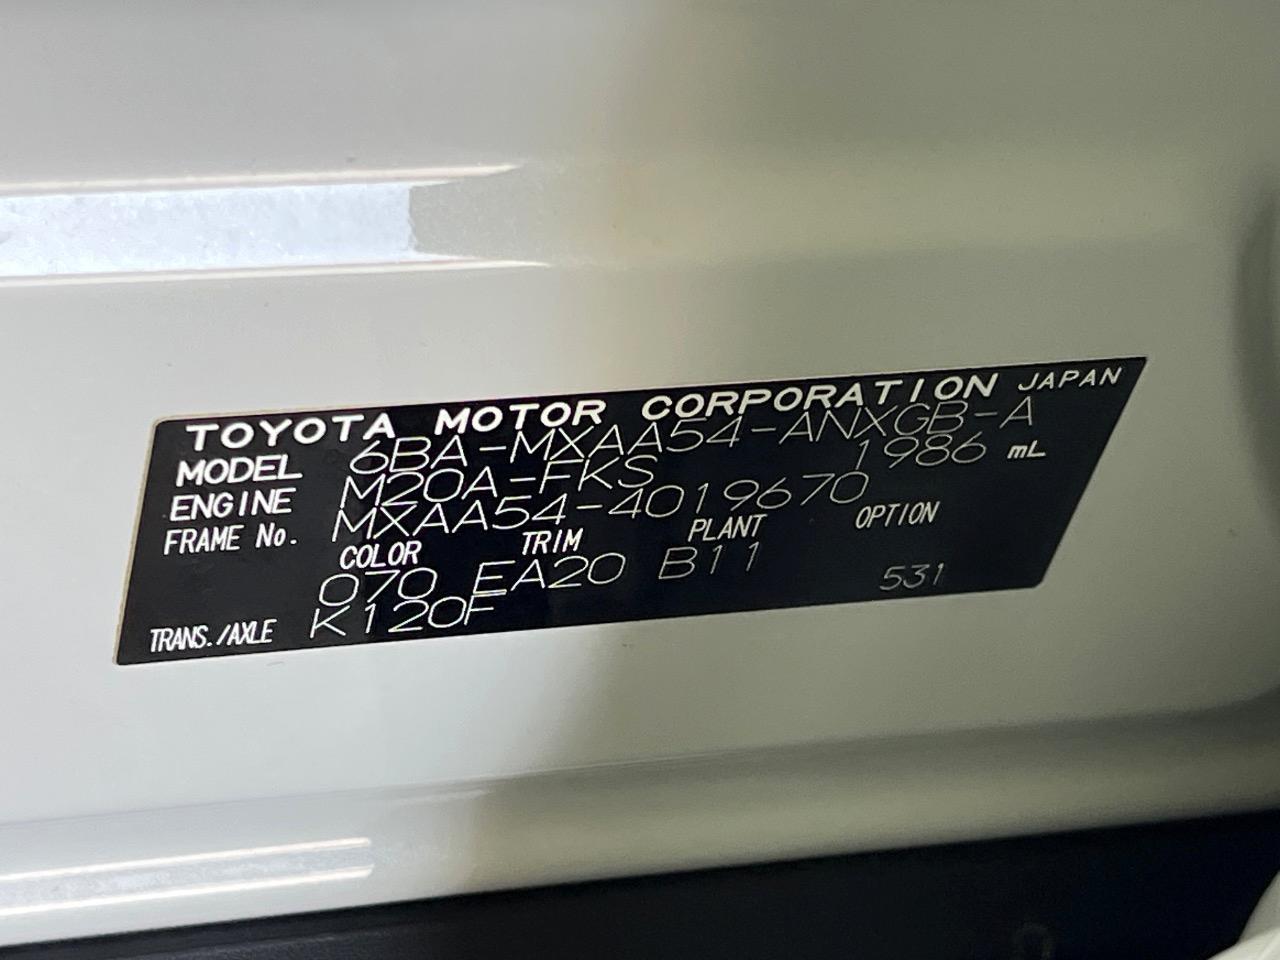 TOYOTA MOTOR CORPORATION JAPAN
MODEL 6BA-MXAA54-ANXGB-A
ENGINE M20A-FKS 1986 mL
FRAME No. MXAA54-4019670
COLOR TRIM PLANT OPTION
070 EA20 B11 531
TRANS./AXLE K120F